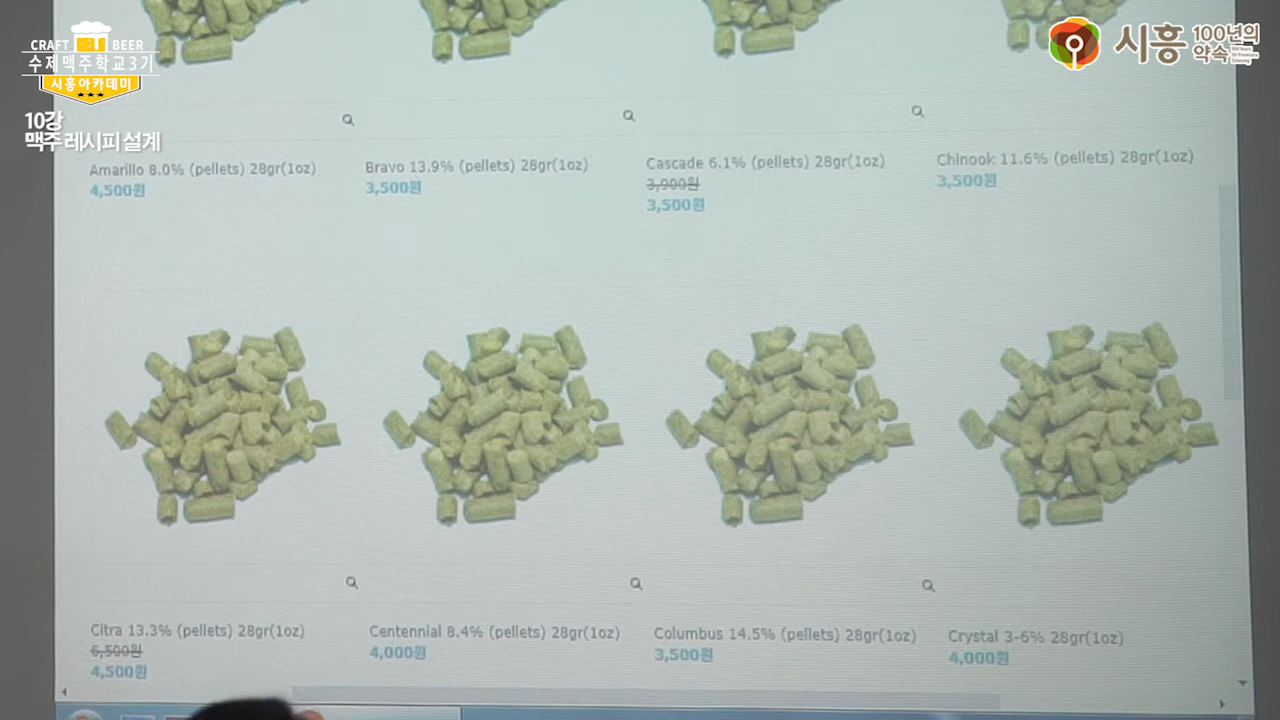 CRAFT BEER
수제맥주학교3기
시흥아카데미
10강
맥주 레시피 설계
시흥 100년의
약속
Amarillo 8.0% (pellets) 28gr(1oz)
4,500원
Bravo 13.9% (pellets) 28gr(1oz)
3,500원
Cascade 6.1% (pellets) 28gr(1oz)
3,900원
3,500원
Chinook 11.6% (pellets) 28gr(1oz)
3,500원
Citra 13.3% (pellets) 28gr(1oz)
6,500원
4,500원
Centennial 8.4% (pellets) 28gr(1oz)
4,000원
Columbus 14.5% (pellets) 28gr(1oz)
3,500원
Crystal 3-6% 28gr(1oz)
4,000원